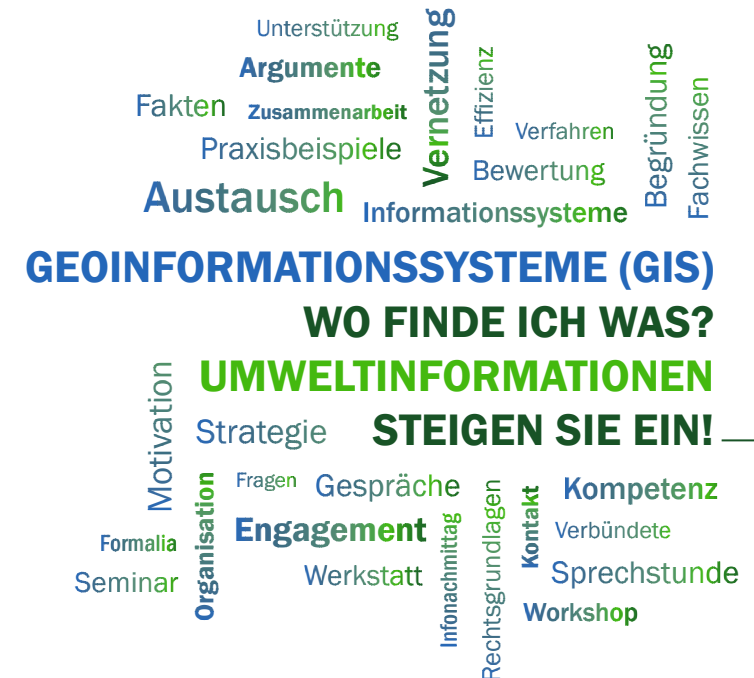 Unterstützung
Argumente
Vernetzung
Effizienz
Fakten
Zusammenarbeit
Verfahren
Begründung
Fachwissen
Praxisbeispiele
Bewertung
Austausch
Informationssysteme
GEOINFORMATIONSSYSTEME (GIS)
WO FINDE ICH WAS?
UMWELTINFORMATIONEN
Motivation
Strategie
STEIGEN SIE EIN!
Organisation
Fragen
Gespräche
Rechtsgrundlagen
Kontakt
Kompetenz
Formalia
Engagement
Infonachmittag
Verbündete
Seminar
Werkstatt
Sprechstunde
Workshop